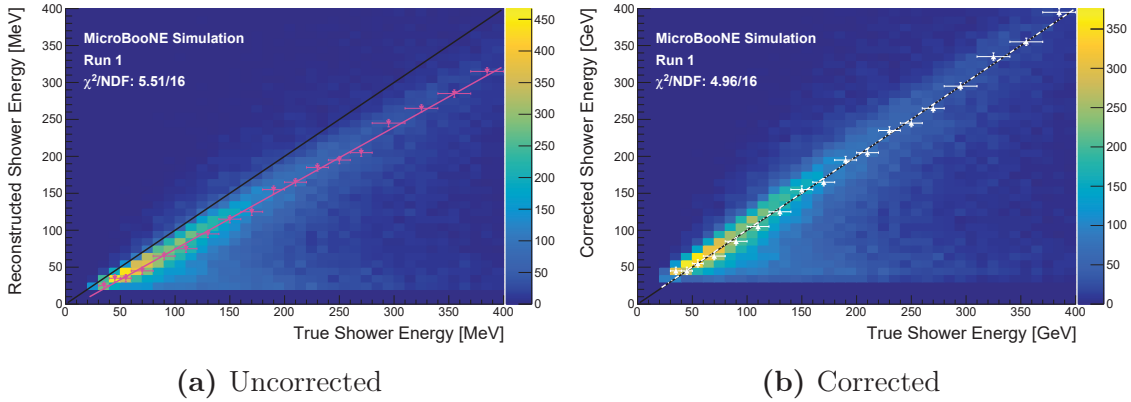 Reconstruded Shower Energy [MeV]
400
350
300
250
200
150
100
50
0
MicroBooNE Simulation
Run 1
χ²/NDF: 5.51/16
0 50 100 150 200 250 300 350 400
True Shower Energy [MeV]
450
400
350
300
250
200
150
100
50
0
(a) Uncorrected
Corrected Shower Energy [GeV]
400
350
300
250
200
150
100
50
0
MicroBooNE Simulation
Run 1
χ²/NDF: 4.96/16
0 50 100 150 200 250 300 350 400
True Shower Energy [GeV]
350
300
250
200
150
100
50
0
(b) Corrected